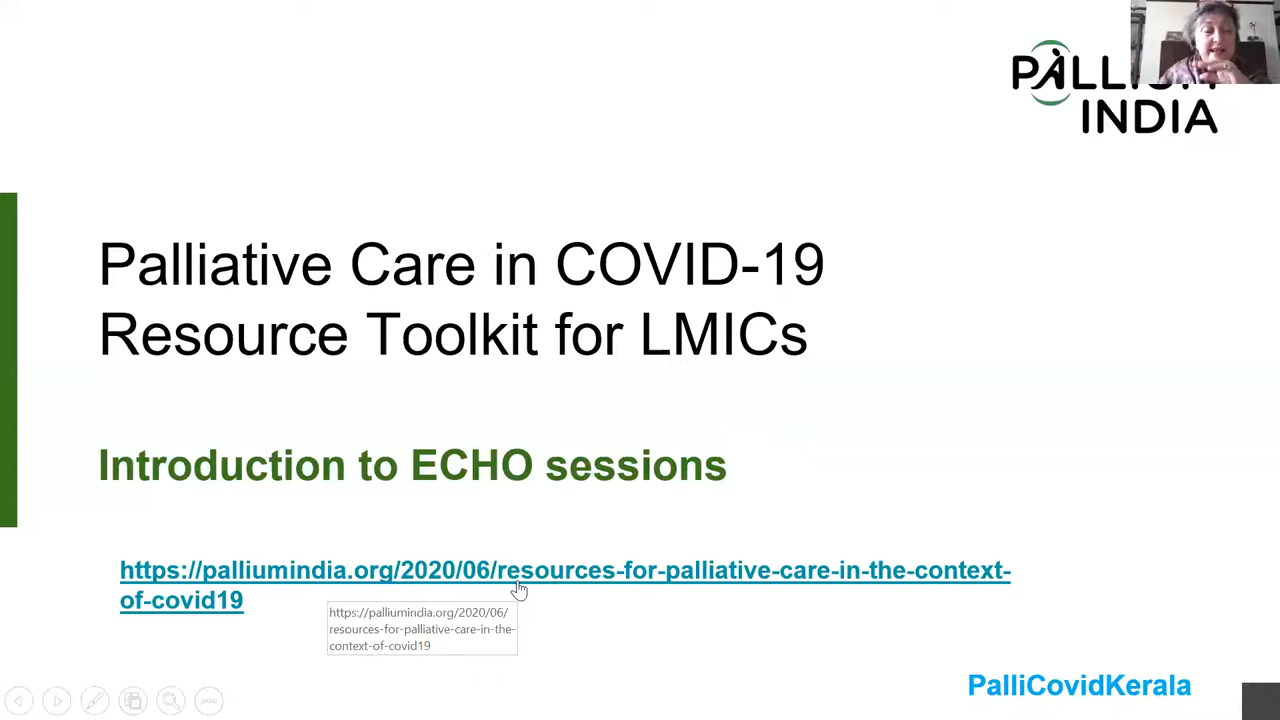 PALLIUM
INDIA
Palliative Care in COVID-19
Resource Toolkit for LMICs
Introduction to ECHO sessions
https://palliumindia.org/2020/06/resources-for-palliative-care-in-the-context-
of-covid19
https://palliumindia.org/2020/06/
resources-for-palliative-care-in-the-
context-of-covid19
PalliCovidKerala